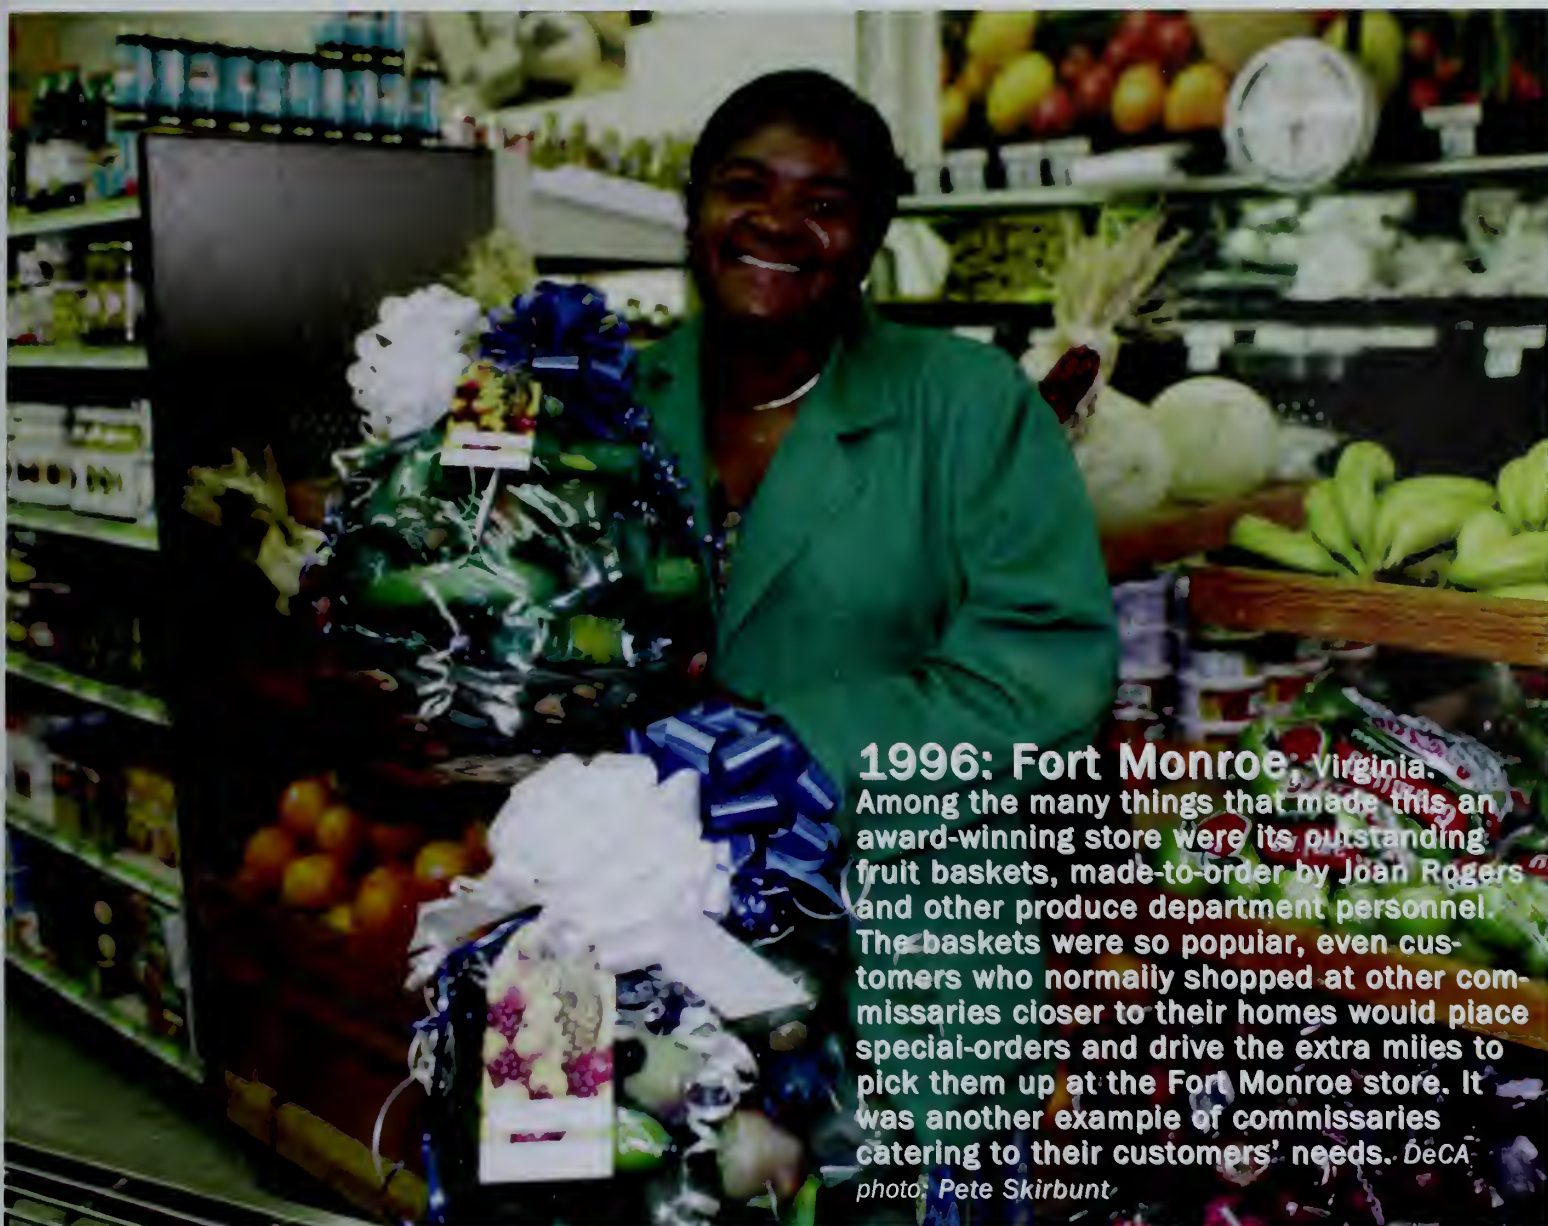 1996: Fort Monroe, Virginia.
Among the many things that made this an
award-winning store were its outstanding
fruit baskets, made-to-order by Joan Rogers
and other produce department personnel.
The baskets were so popular, even cus-
tomers who normally shopped at other com-
missaries closer to their homes would place
special-orders and drive the extra miles to
pick them up at the Fort Monroe store. It
was another example of commissaries
catering to their customers' needs. DeCA
photo: Pete Skirbunt